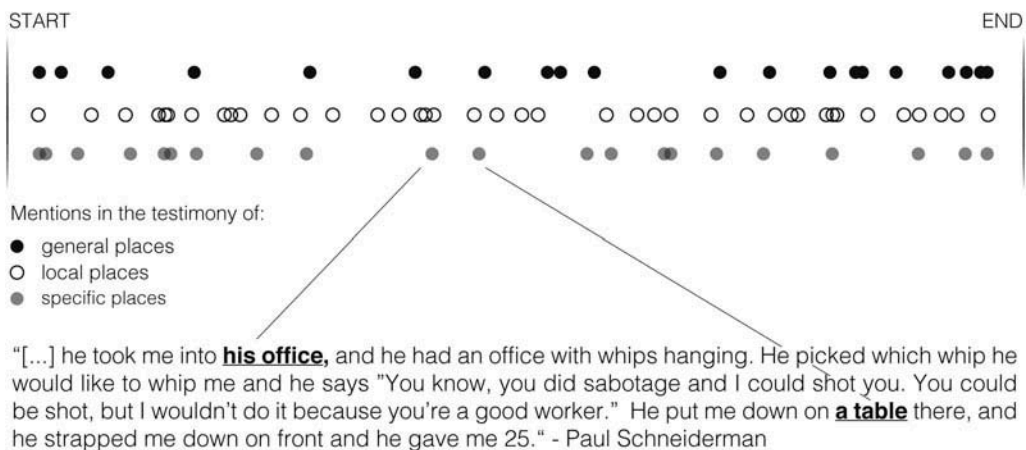 START
END
Mentions in the testimony of:
general places
local places
specific places
“[...] he took me into his office, and he had an office with whips hanging. He picked which whip he
would like to whip me and he says ”You know, you did sabotage and I could shot you. You could
be shot, but I wouldn’t do it because you’re a good worker.”  He put me down on a table there, and
he strapped me down on front and he gave me 25.“ - Paul Schneiderman